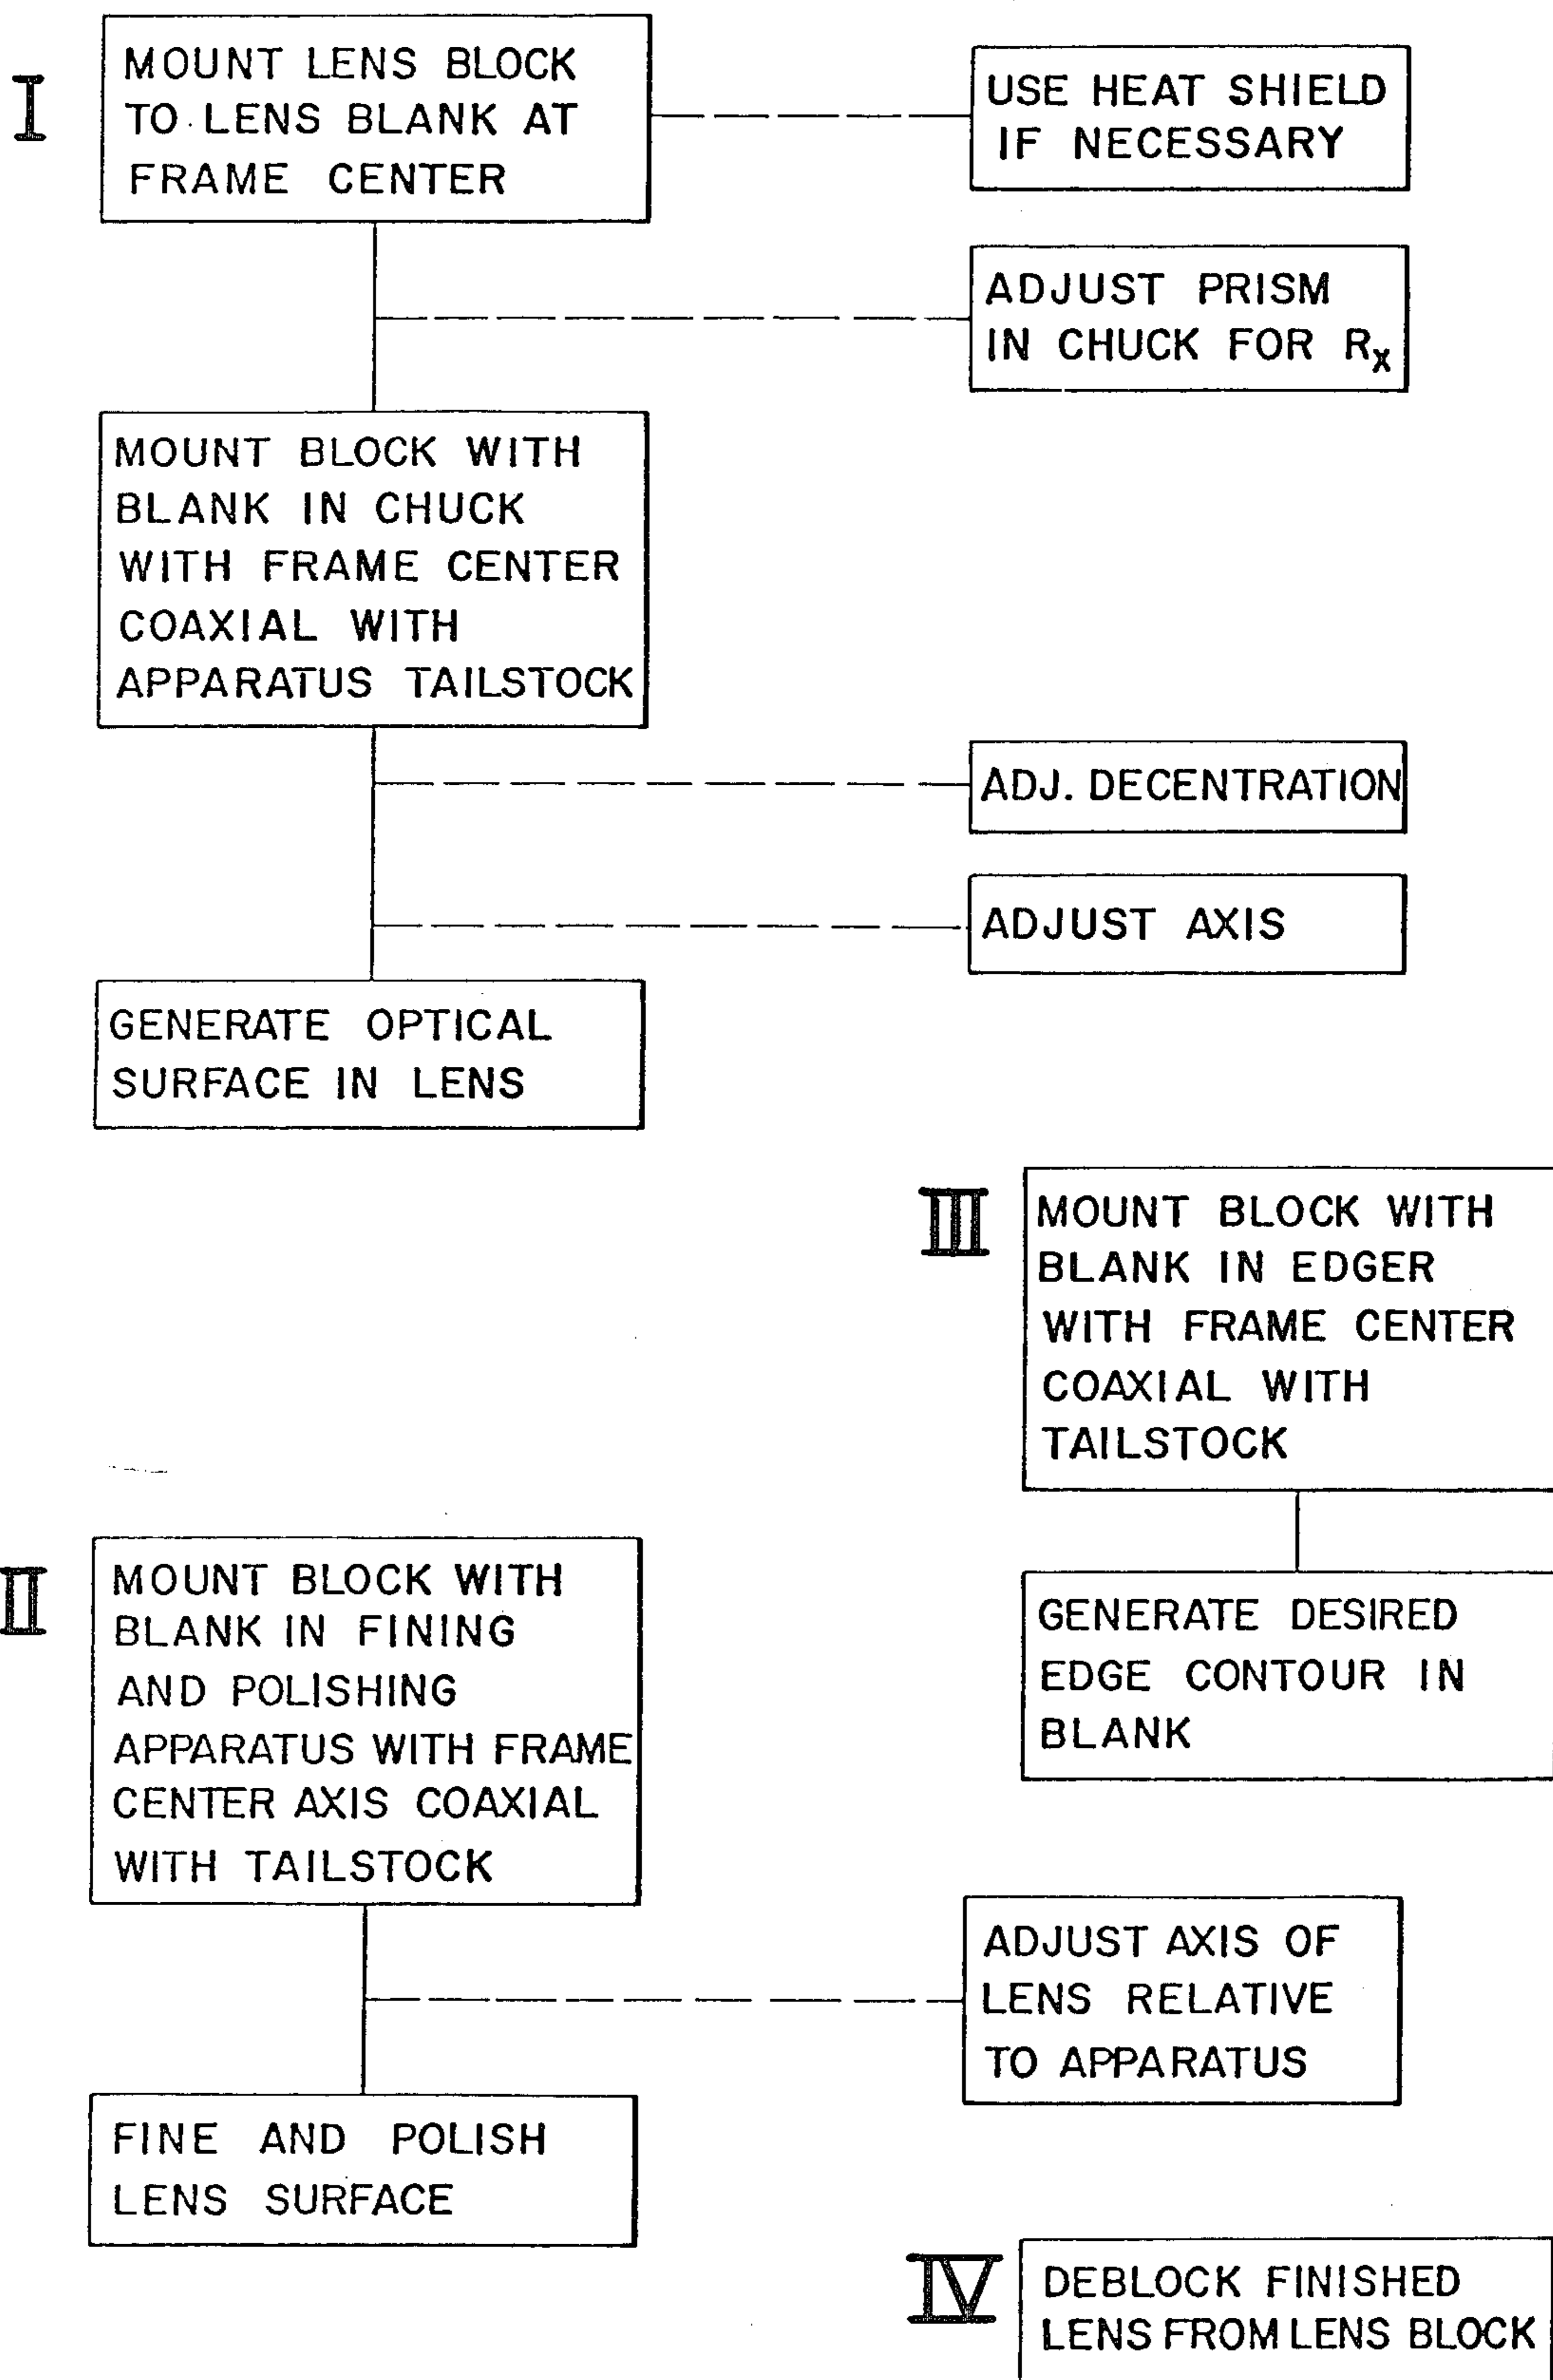 I
MOUNT LENS BLOCK
TO LENS BLANK AT
FRAME CENTER
USE HEAT SHIELD
IF NECESSARY
ADJUST PRISM
IN CHUCK FOR Rx
MOUNT BLOCK WITH
BLANK IN CHUCK
WITH FRAME CENTER
COAXIAL WITH
APPARATUS TAILSTOCK
ADJ. DECENTRATION
ADJUST AXIS
GENERATE OPTICAL
SURFACE IN LENS
II
MOUNT BLOCK WITH
BLANK IN FINING
AND POLISHING
APPARATUS WITH FRAME
CENTER AXIS COAXIAL
WITH TAILSTOCK
ADJUST AXIS OF
LENS RELATIVE
TO APPARATUS
FINE AND POLISH
LENS SURFACE
III
MOUNT BLOCK WITH
BLANK IN EDGER
WITH FRAME CENTER
COAXIAL WITH
TAILSTOCK
GENERATE DESIRED
EDGE CONTOUR IN
BLANK
IV
DEBLOCK FINISHED
LENS FROM LENS BLOCK